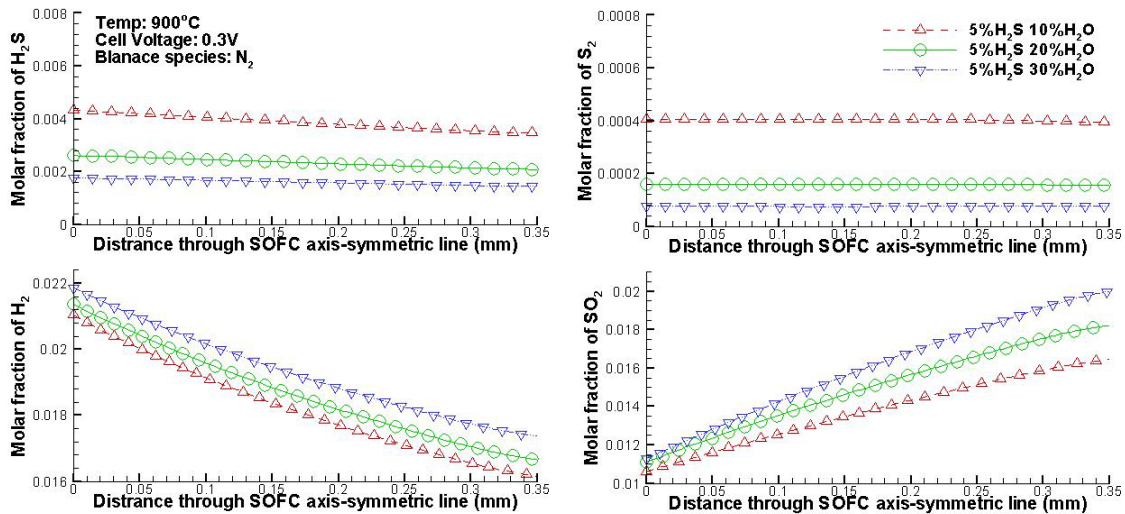 Temp: 900°C
Cell Voltage: 0.3V
Blanace species: N₂
Molar fraction of H₂S
0.008
0.006
0.004
0.002
0
0 0.05 0.1 0.15 0.2 0.25 0.3 0.35
Distrance through SOFC axis-symmetric line (mm)
5%H₂S 10%H₂O
5%H₂S 20%H₂O
5%H₂S 30%H₂O
Molar fraction of S₂
0.0008
0.0006
0.0004
0.0002
0
0 0.05 0.1 0.15 0.2 0.25 0.3 0.35
Distance through SOFC axis-symmetric line (mm)
Molar fraction of H₂
0.022
0.02
0.018
0.016
0 0.05 0.1 0.15 0.2 0.25 0.3 0.35
Distance through SOFC axis-symmetric line (mm)
Molar fraction of SO₂
0.02
0.018
0.016
0.014
0.012
0.01
0 0.05 0.1 0.15 0.2 0.25 0.3 0.35
Distance through SOFC axis-symmetric line (mm)